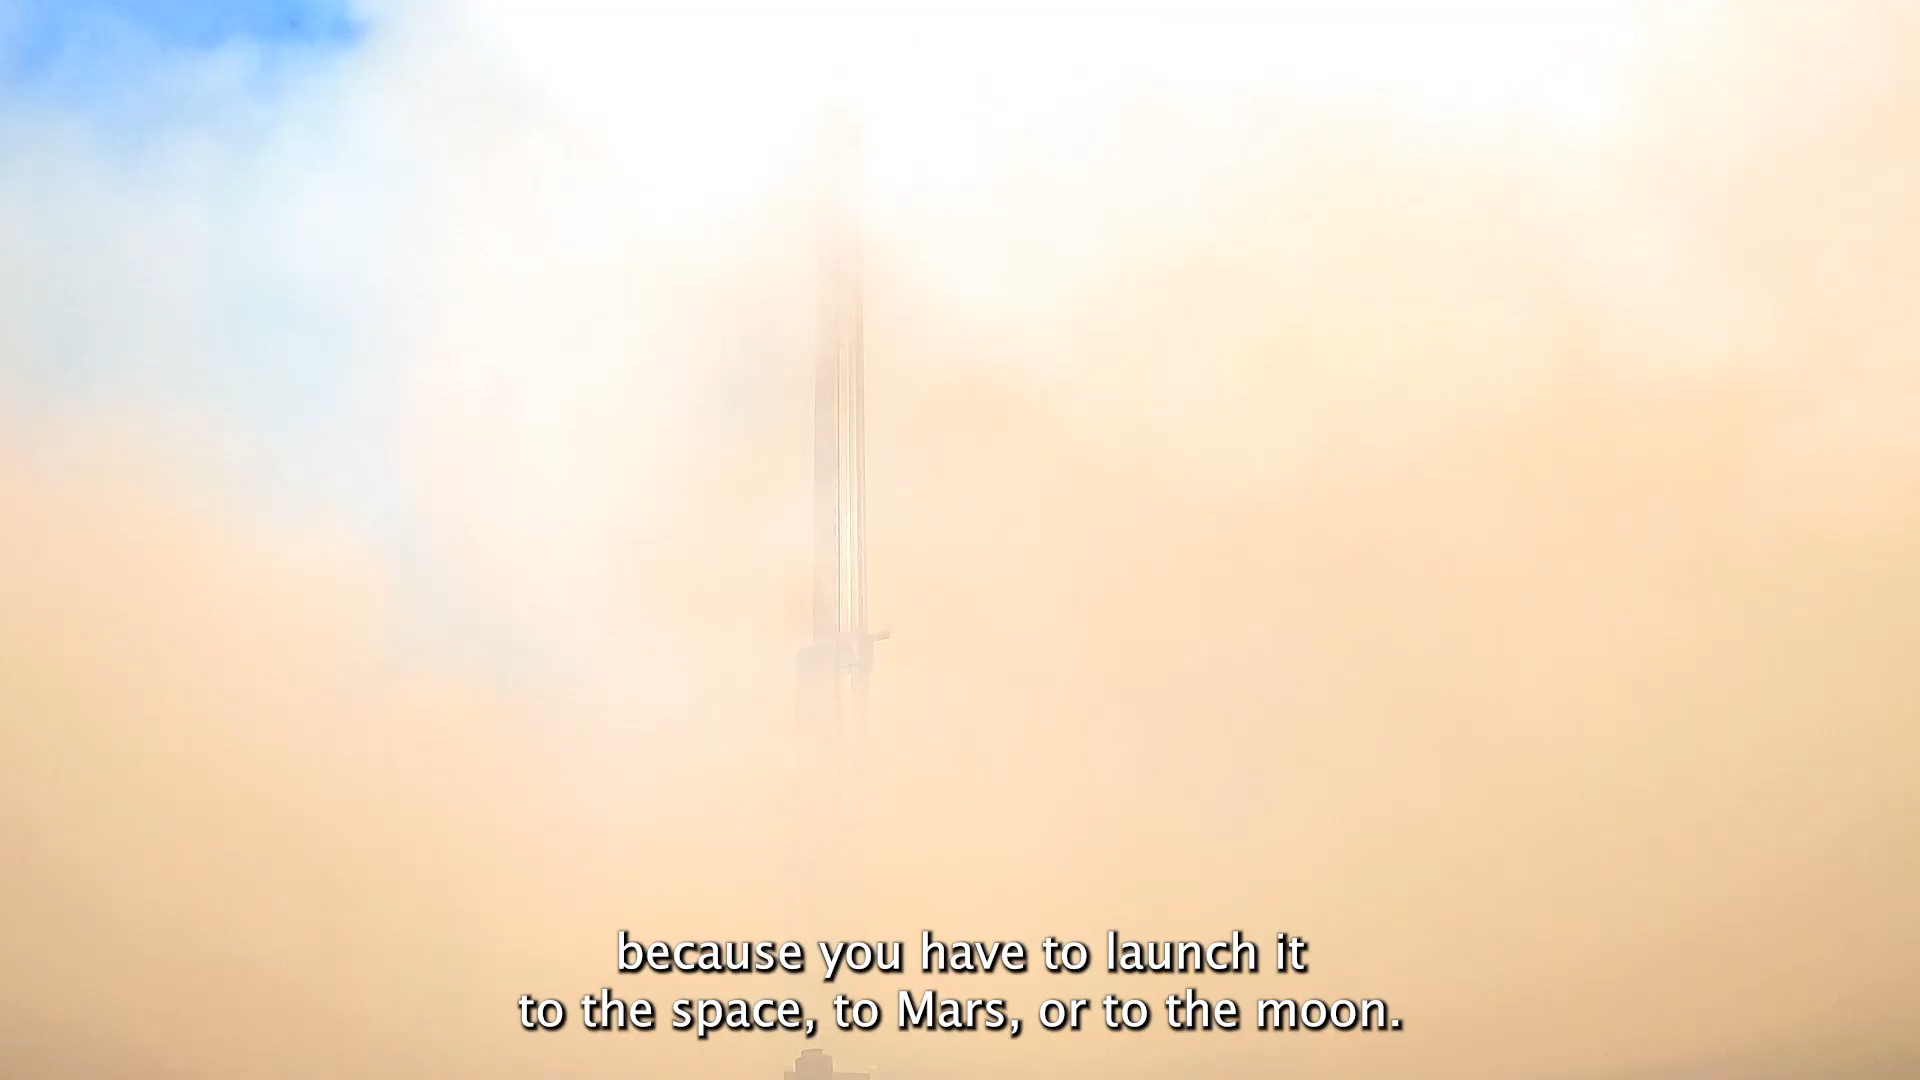 because you have to launch it
to the space, to Mars, or to the moon.